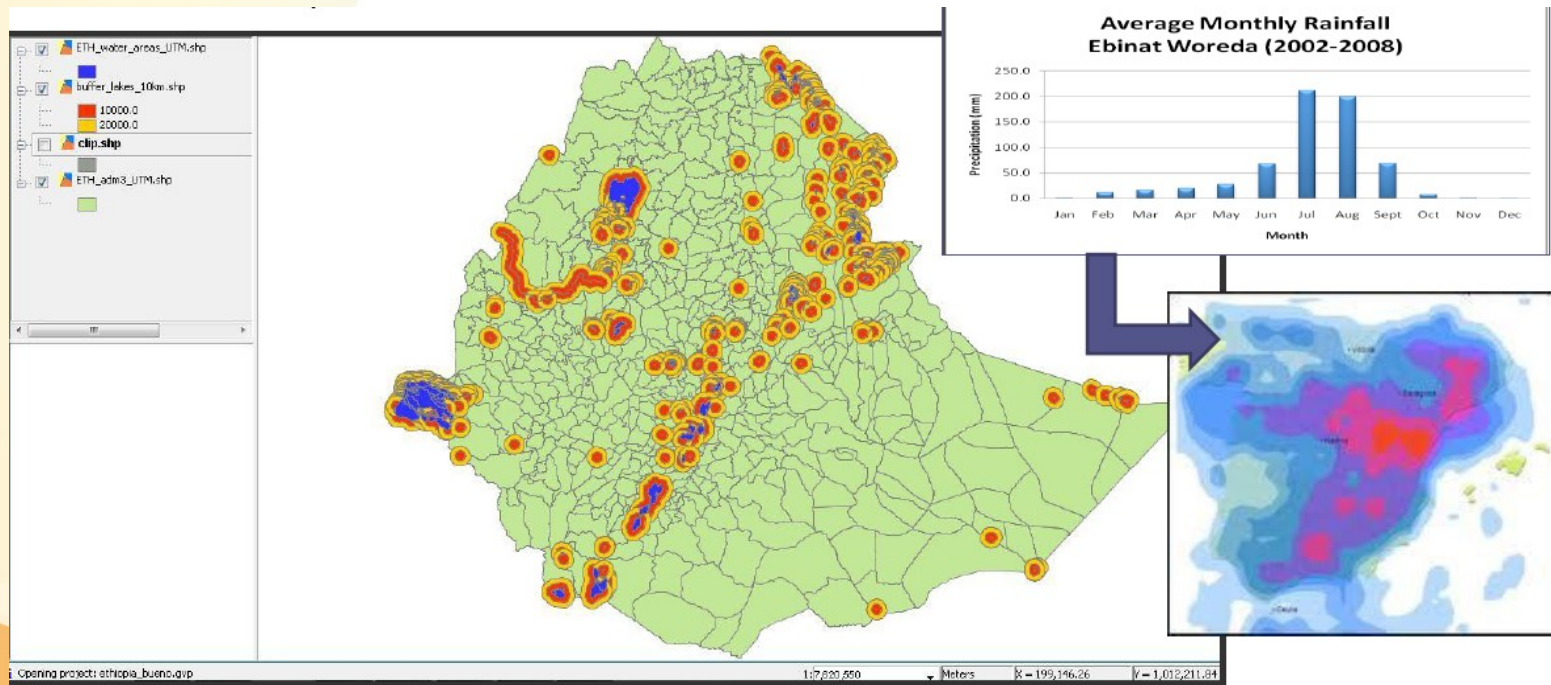 ETH_water_areas_UTM.shp
buffer_lakes_10km.shp
10000.0
20000.0
clip.shp
ETH_adm3_UTM.shp
Average Monthly Rainfall
Ebinat Woreda (2002-2008)
Precipitation (mm)
250.0
200.0
150.0
100.0
50.0
0.0
Jan Feb Mar Apr May Jun Jul Aug Sept Oct Nov Dec
Month
Opening project: ethiopia_bueno.gvp
1:7,820,550
Meters
X = 199,146.26
Y = 1,012,211.84